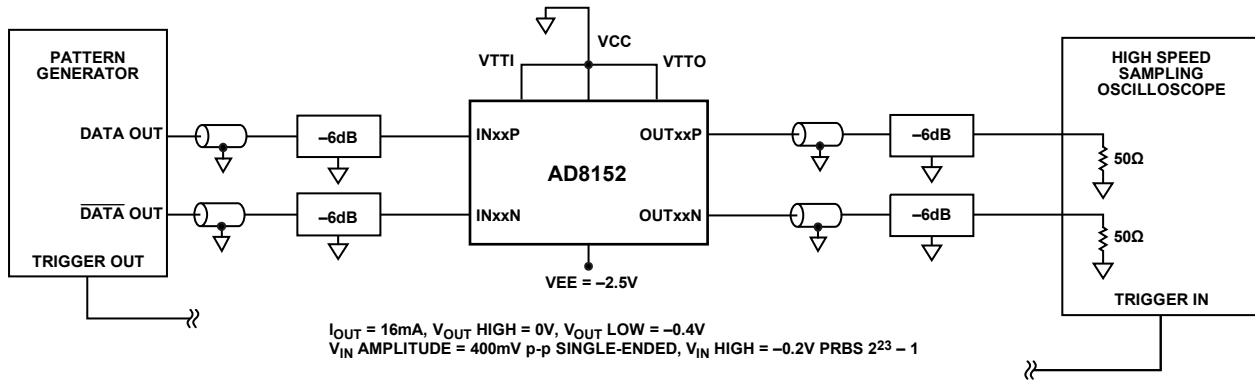 PATTERN
GENERATOR
DATA OUT
DATA OUT
TRIGGER OUT
–6dB
–6dB
VTTI
VCC
VTTO
INxxP
INxxN
AD8152
OUTxxP
OUTxxN
VEE = –2.5V
–6dB
–6dB
HIGH SPEED
SAMPLING
OSCILLOSCOPE
50Ω
50Ω
TRIGGER IN
IOUT = 16mA, VOUT HIGH = 0V, VOUT LOW = –0.4V
VIN AMPLITUDE = 400mV p-p SINGLE-ENDED, VIN HIGH = –0.2V PRBS 2²³ – 1